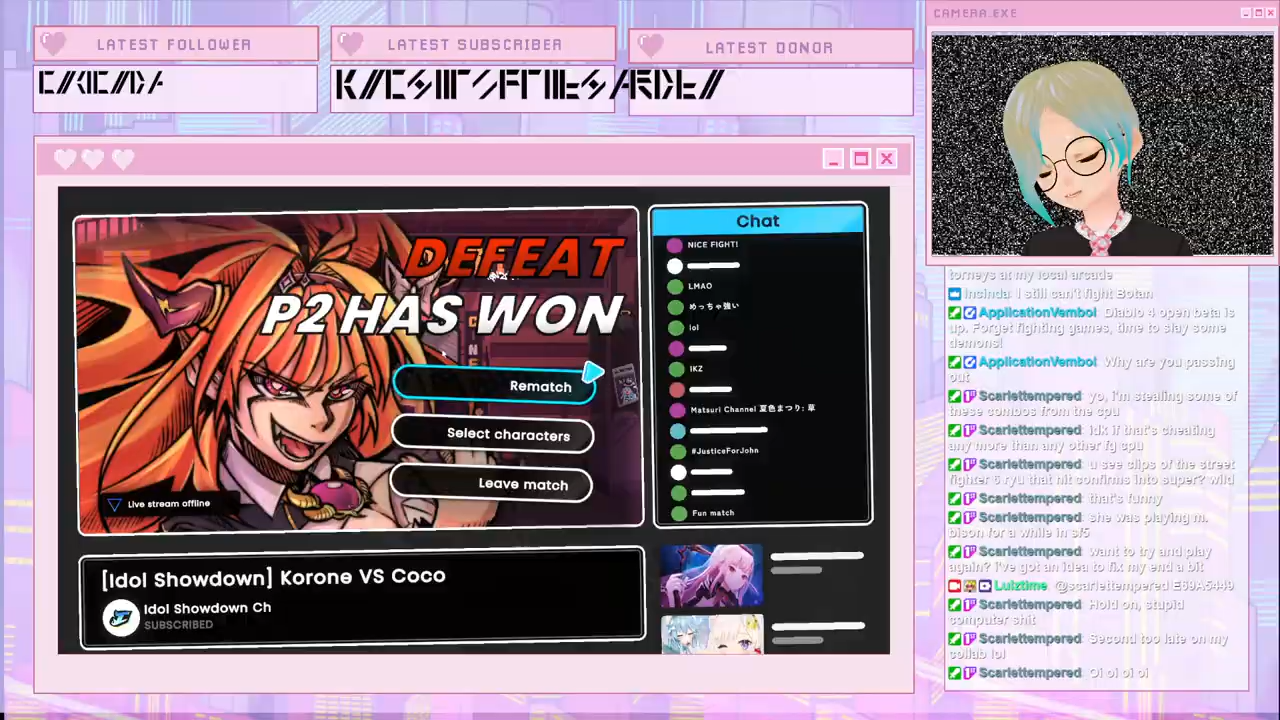 LATEST FOLLOWER
LATEST SUBSCRIBER
LATEST DONOR
CAMERA.EXE
DEFEAT
P2 HAS WON
Rematch
Select characters
Leave match
Live stream offline
[Idol Showdown] Korone VS Coco
Idol Showdown Ch
SUBSCRIBED
Chat
NICE FIGHT!
LMAO
めっちゃ強い
lol
IKZ
Matsuri Channel 夏色まつり: 草
#JusticeForJohn
Fun match
torneys at my local arcade
Incinda I still can't fight Botan
ApplicationVembol Diablo 4 open beta is
up. Forget fighting games, time to slay some
demons!
ApplicationVembol Why are you passing
out
Scarlettempered yo, I'm stealing some of
these combos from the cpu
Scarlettempered idk if that's cheating
any more than any other fg cpu
Scarlettempered u see clips of the street
fighter 6 ryu that hit confirms into super? wild
Scarlettempered that's funny
Scarlettempered she was playing m.
bison for a while in sf5
Scarlettempered want to try and play
again? I've got an idea to fix my end a bit
Luiztime @scarlettempered E69A5449
Scarlettempered Hold on, stupid
computer shit
Scarlettempered Second too late on my
collab lol
Scarlettempered Oi oi oi oi